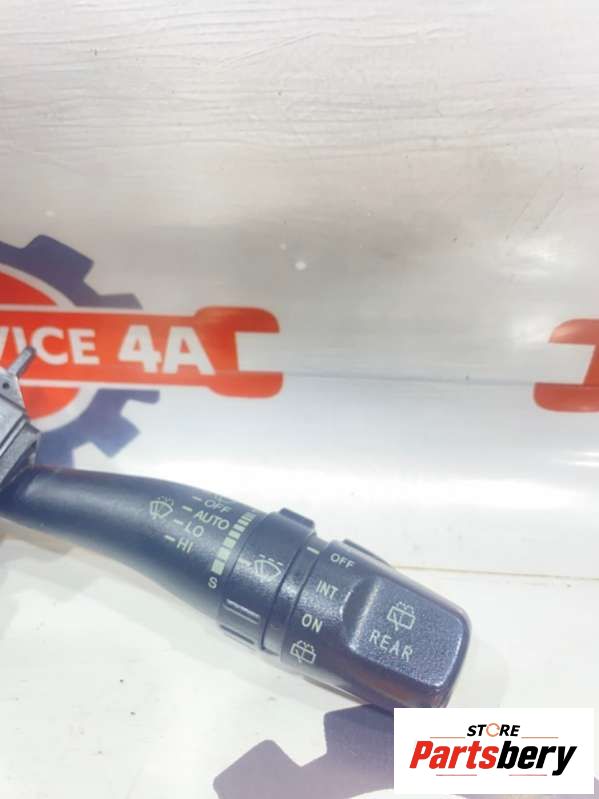 VICE 4A
OFF
AUTO
LO
HI
S
OFF
INT
ON
REAR
STORE
Partsbery